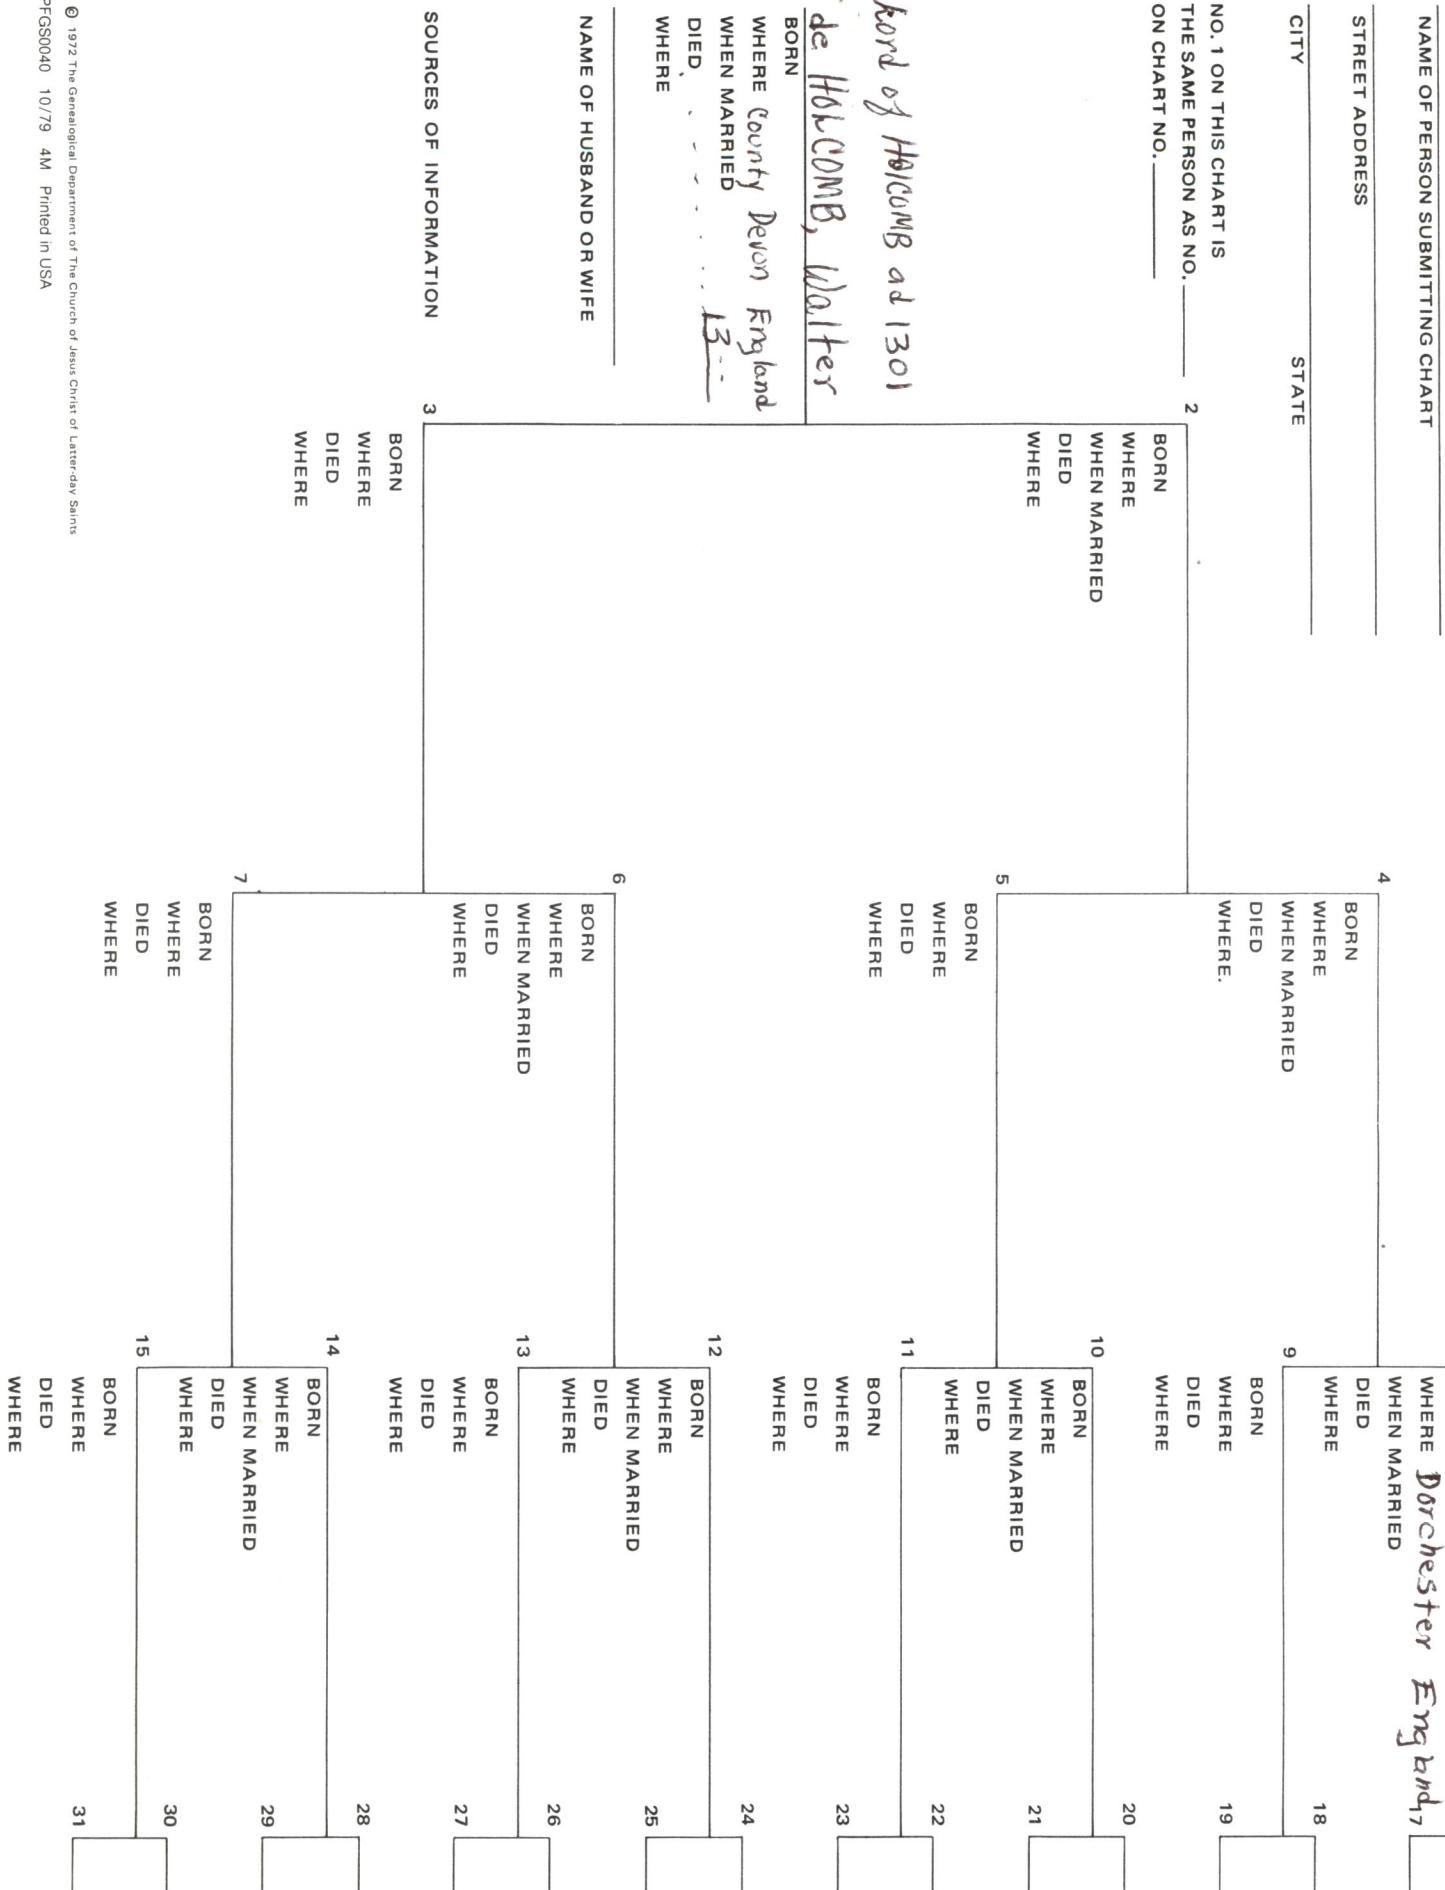 NAME OF PERSON SUBMITTING CHART
STREET ADDRESS
CITY STATE
NO. 1 ON THIS CHART IS
THE SAME PERSON AS NO.
ON CHART NO.
Lord of HOLCOMB ad 1301
de HOLCOMB, Walter
BORN
WHERE County Devon England
WHEN MARRIED
DIED . - - - . . . 13--
WHERE
NAME OF HUSBAND OR WIFE
SOURCES OF INFORMATION
© 1972 The Genealogical Department of The Church of Jesus Christ of Latter-day Saints
PFGS0040 10/79 4M Printed in USA
2
BORN
WHERE
WHEN MARRIED
DIED
WHERE
3
BORN
WHERE
DIED
WHERE
4
BORN
WHERE
WHEN MARRIED
DIED
WHERE.
5
BORN
WHERE
DIED
WHERE
6
BORN
WHERE
WHEN MARRIED
DIED
WHERE
7
BORN
WHERE
DIED
WHERE
WHERE Dorchester England
WHEN MARRIED
DIED
WHERE
9
BORN
WHERE
DIED
WHERE
10
BORN
WHERE
WHEN MARRIED
DIED
WHERE
11
BORN
WHERE
DIED
WHERE
12
BORN
WHERE
WHEN MARRIED
DIED
WHERE
13
BORN
WHERE
DIED
WHERE
14
BORN
WHERE
WHEN MARRIED
DIED
WHERE
15
BORN
WHERE
DIED
WHERE
17
18
19
20
21
22
23
24
25
26
27
28
29
30
31